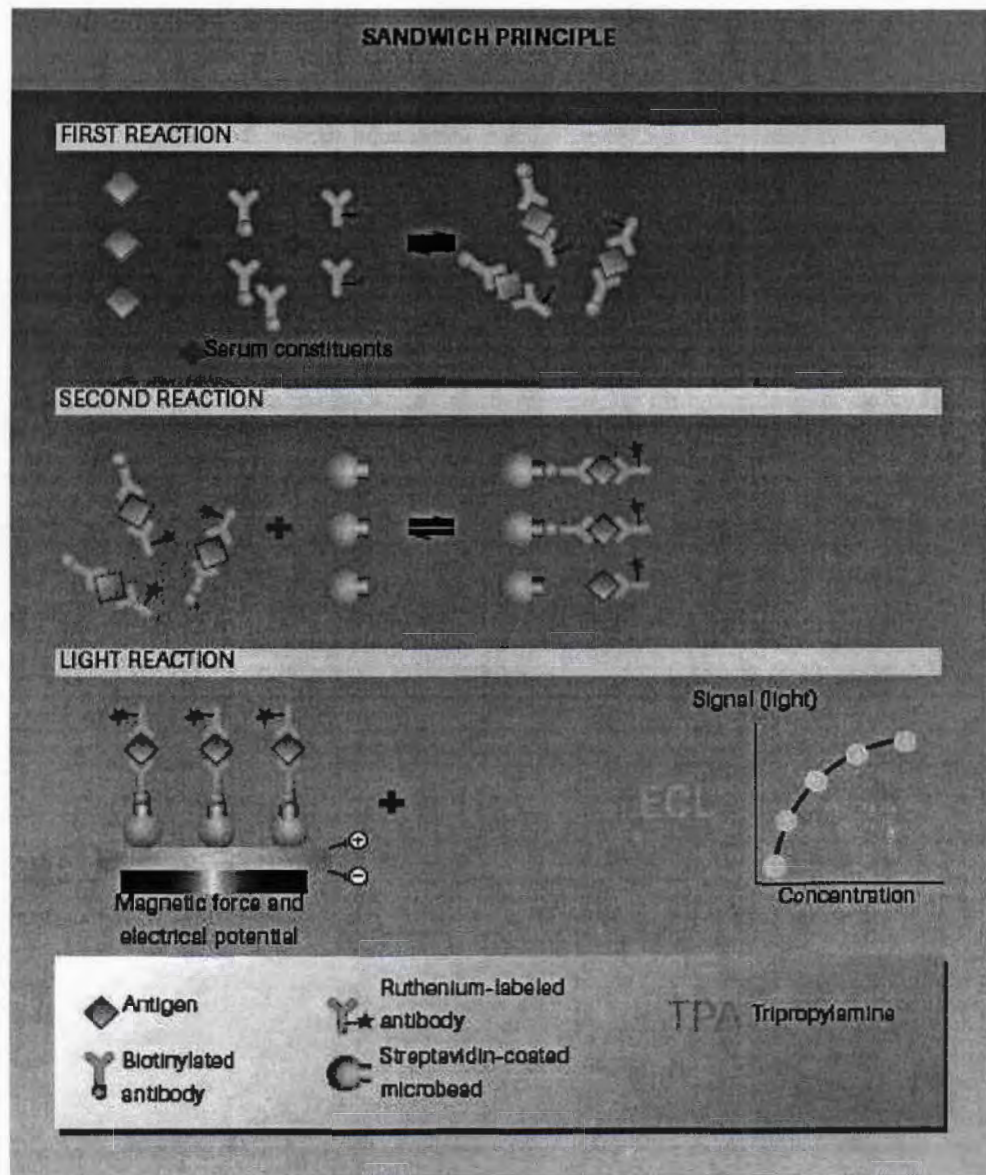 SANDWICH PRINCIPLE
FIRST REACTION
Serum constituents
SECOND REACTION
LIGHT REACTION
Signal (light)
ECL
Concentration
Magnetic force and
electrical potential
Antigen
Biotinylated
antibody
Ruthenium-labeled
antibody
Streptavidin-coated
microbead
TPA Tripropylamine